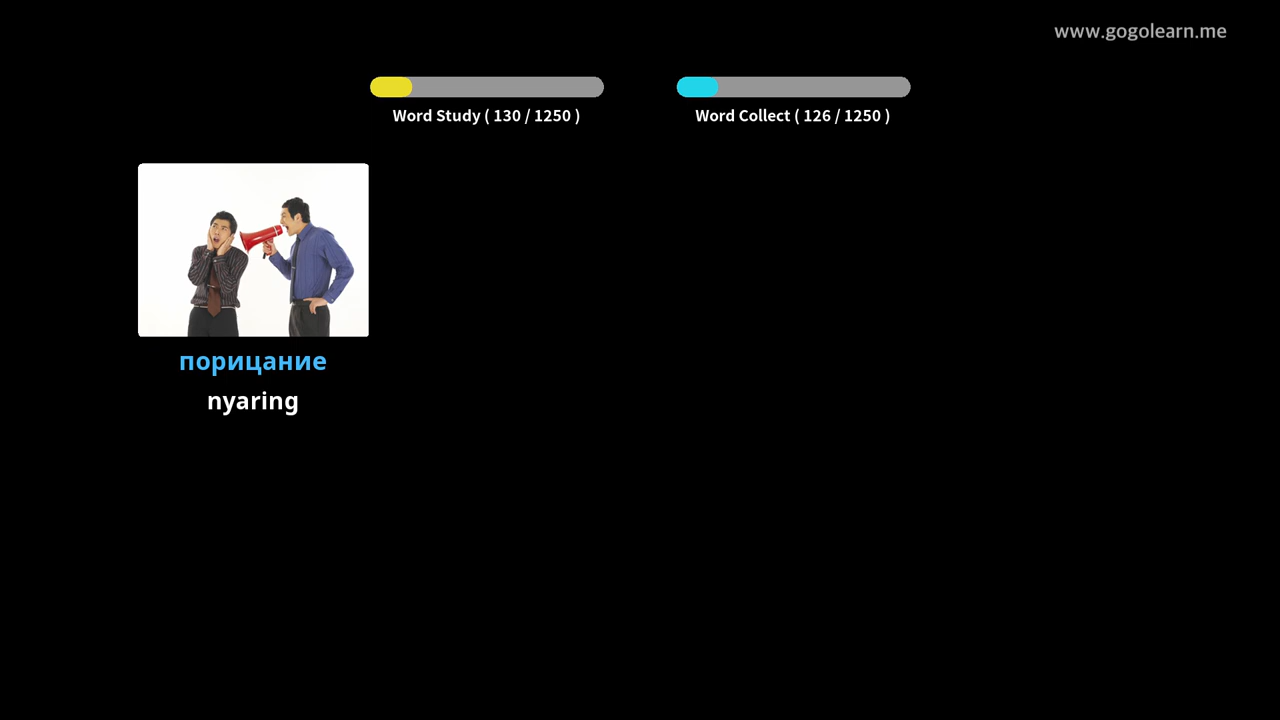 www.gogolearn.me
Word Study ( 130 / 1250 )
Word Collect ( 126 / 1250 )
порицание
nyaring